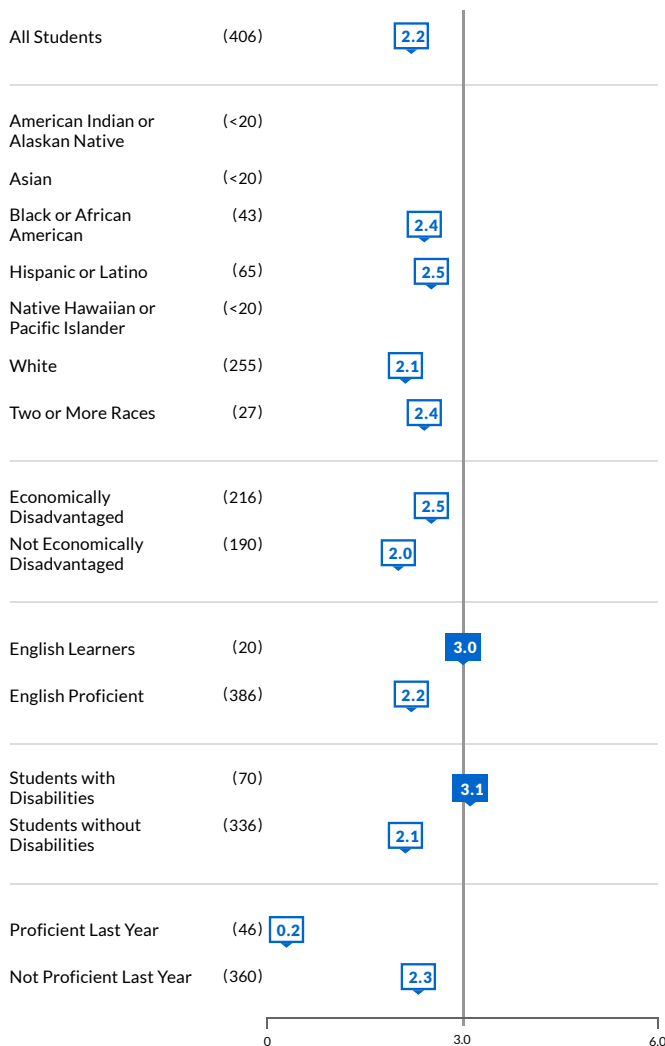 All Students (406) 2.2
American Indian or (<20)
Alaskan Native
Asian (<20)
Black or African (43) 2.4
American
Hispanic or Latino (65) 2.5
Native Hawaiian or (<20)
Pacific Islander
White (255) 2.1
Two or More Races (27) 2.4
Economically (216) 2.5
Disadvantaged
Not Economically (190) 2.0
Disadvantaged
English Learners (20) 3.0
English Proficient (386) 2.2
Students with (70) 3.1
Disabilities
Students without (336) 2.1
Disabilities
Proficient Last Year (46) 0.2
Not Proficient Last Year (360) 2.3
0 3.0 6.0